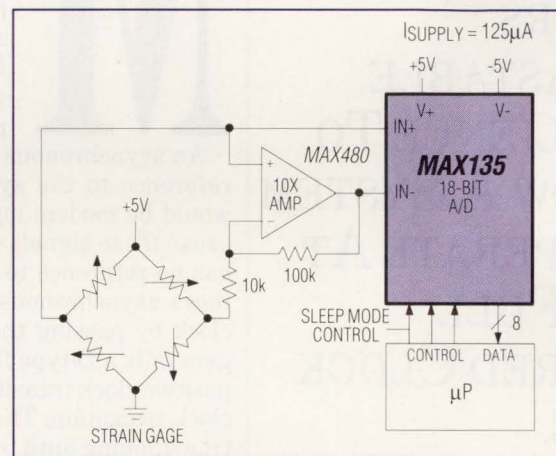 ISUPPLY = 125µA
+5V
-5V
V+
V-
IN+
MAX480
10X
AMP
IN-
MAX135
18-BIT
A/D
+5V
10k
100k
SLEEP MODE
CONTROL
CONTROL
DATA
8
µP
STRAIN GAGE